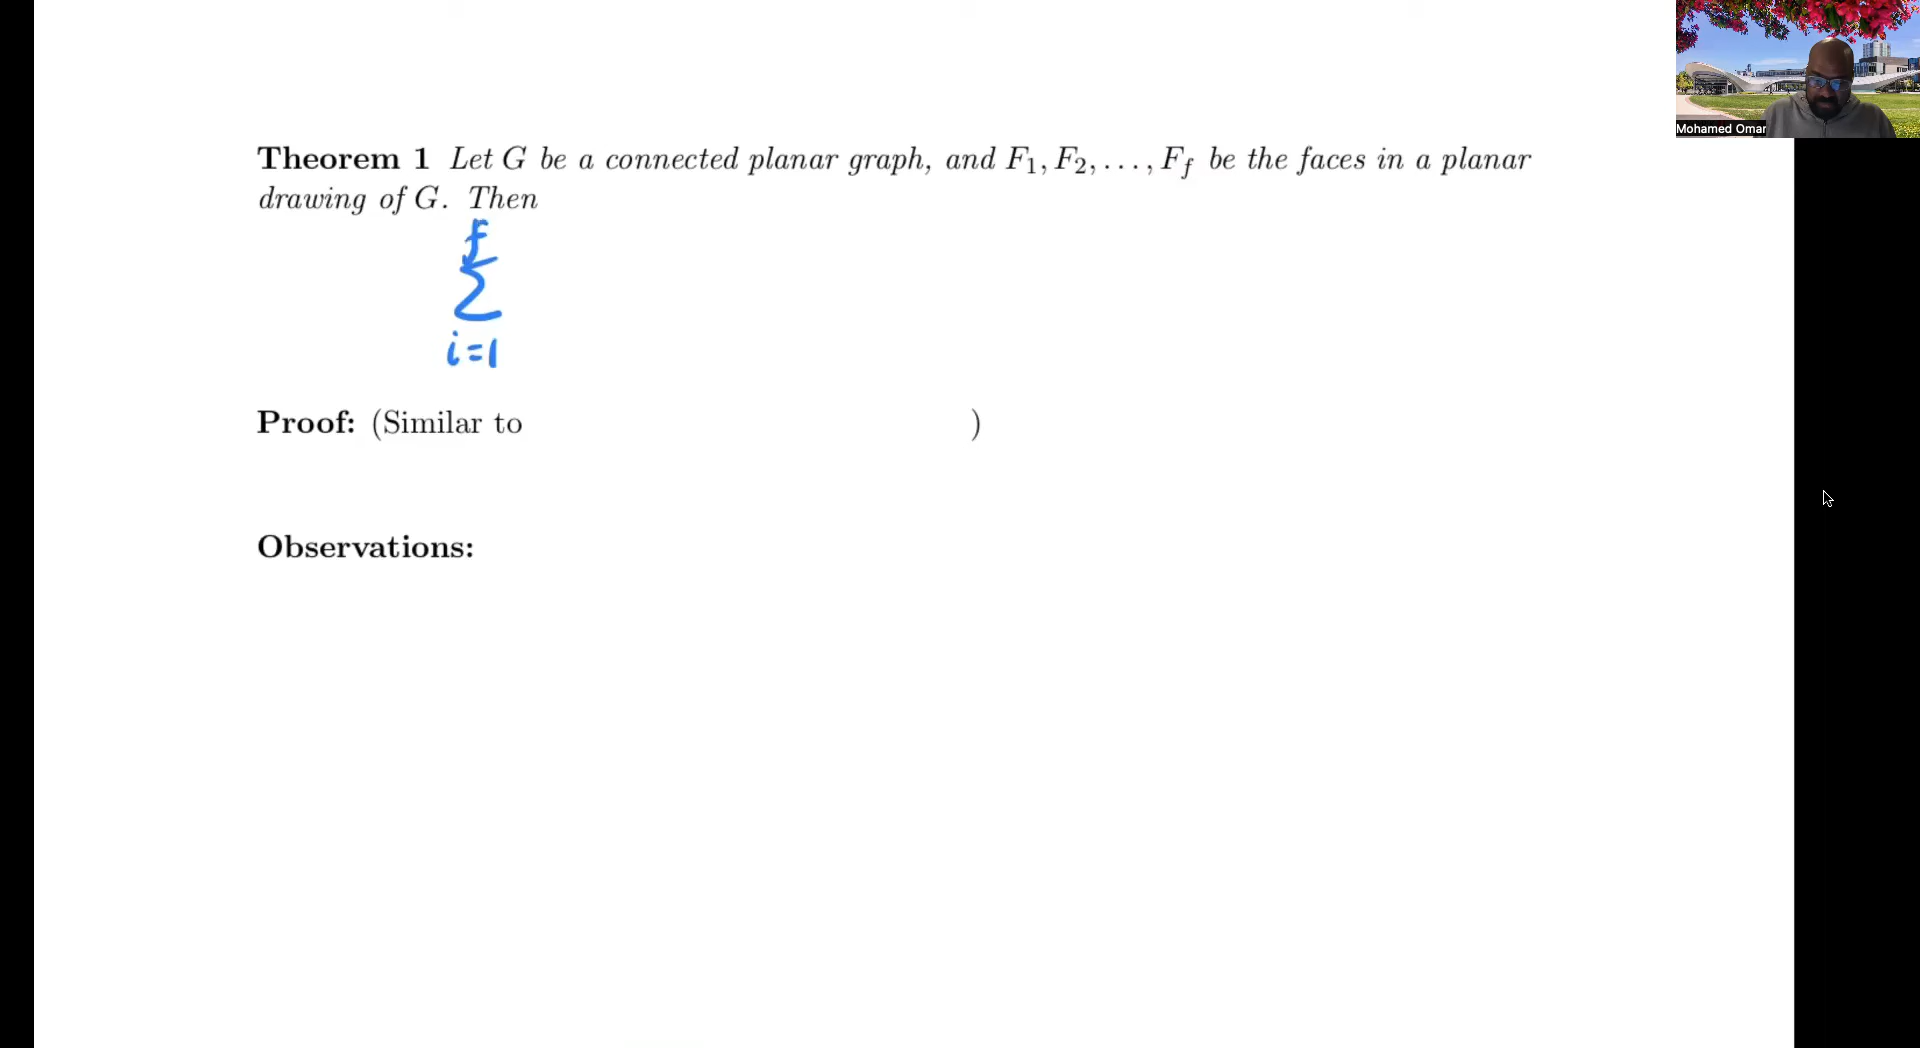 Mohamed Omar
Theorem 1 Let G be a connected planar graph, and F₁, F₂, . . . , F_f be the faces in a planar
drawing of G. Then
f
Σ
i=1
Proof: (Similar to )
Observations: